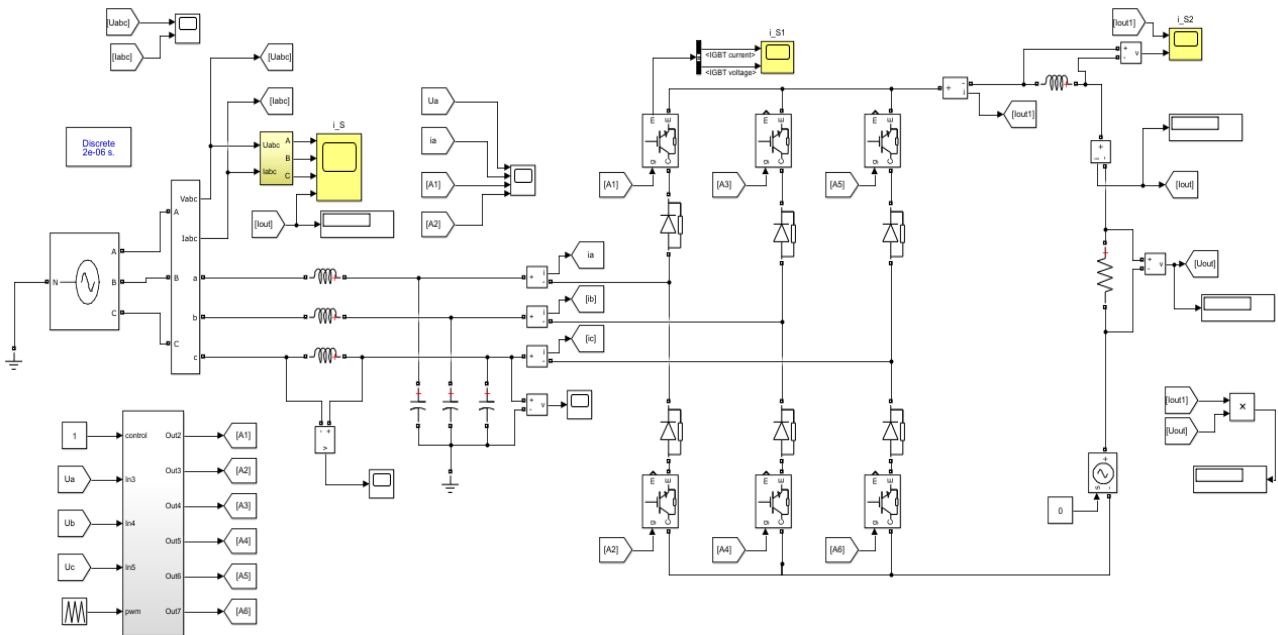 [Uabc]
[Iabc]
[Uabc]
[Iabc]
Discrete
2e-06 s.
Uabc
Iabc
A
B
C
i_S
[Iout]
Ua
ia
[A1]
[A2]
i_S1
<IGBT current>
<IGBT voltage>
[Iout1]
i_S2
+
-
v
+
-
i
[Iout1]
+
-
i
[Iout]
N
A
B
C
A
B
C
Vabc
Iabc
a
b
c
+
-
i
ia
+
-
i
[ib]
+
-
i
[ic]
+
-
v
-
+
v
E
E
g
C
[A1]
E
E
g
C
[A3]
E
E
g
C
[A5]
E
E
g
C
[A2]
E
E
g
C
[A4]
E
E
g
C
[A6]
+
-
v
[Uout]
[Iout1]
[Uout]
×
+
s
-
0
1
Ua
Ub
Uc
control
In3
In4
In5
pwm
Out2
Out3
Out4
Out5
Out6
Out7
[A1]
[A2]
[A3]
[A4]
[A5]
[A6]